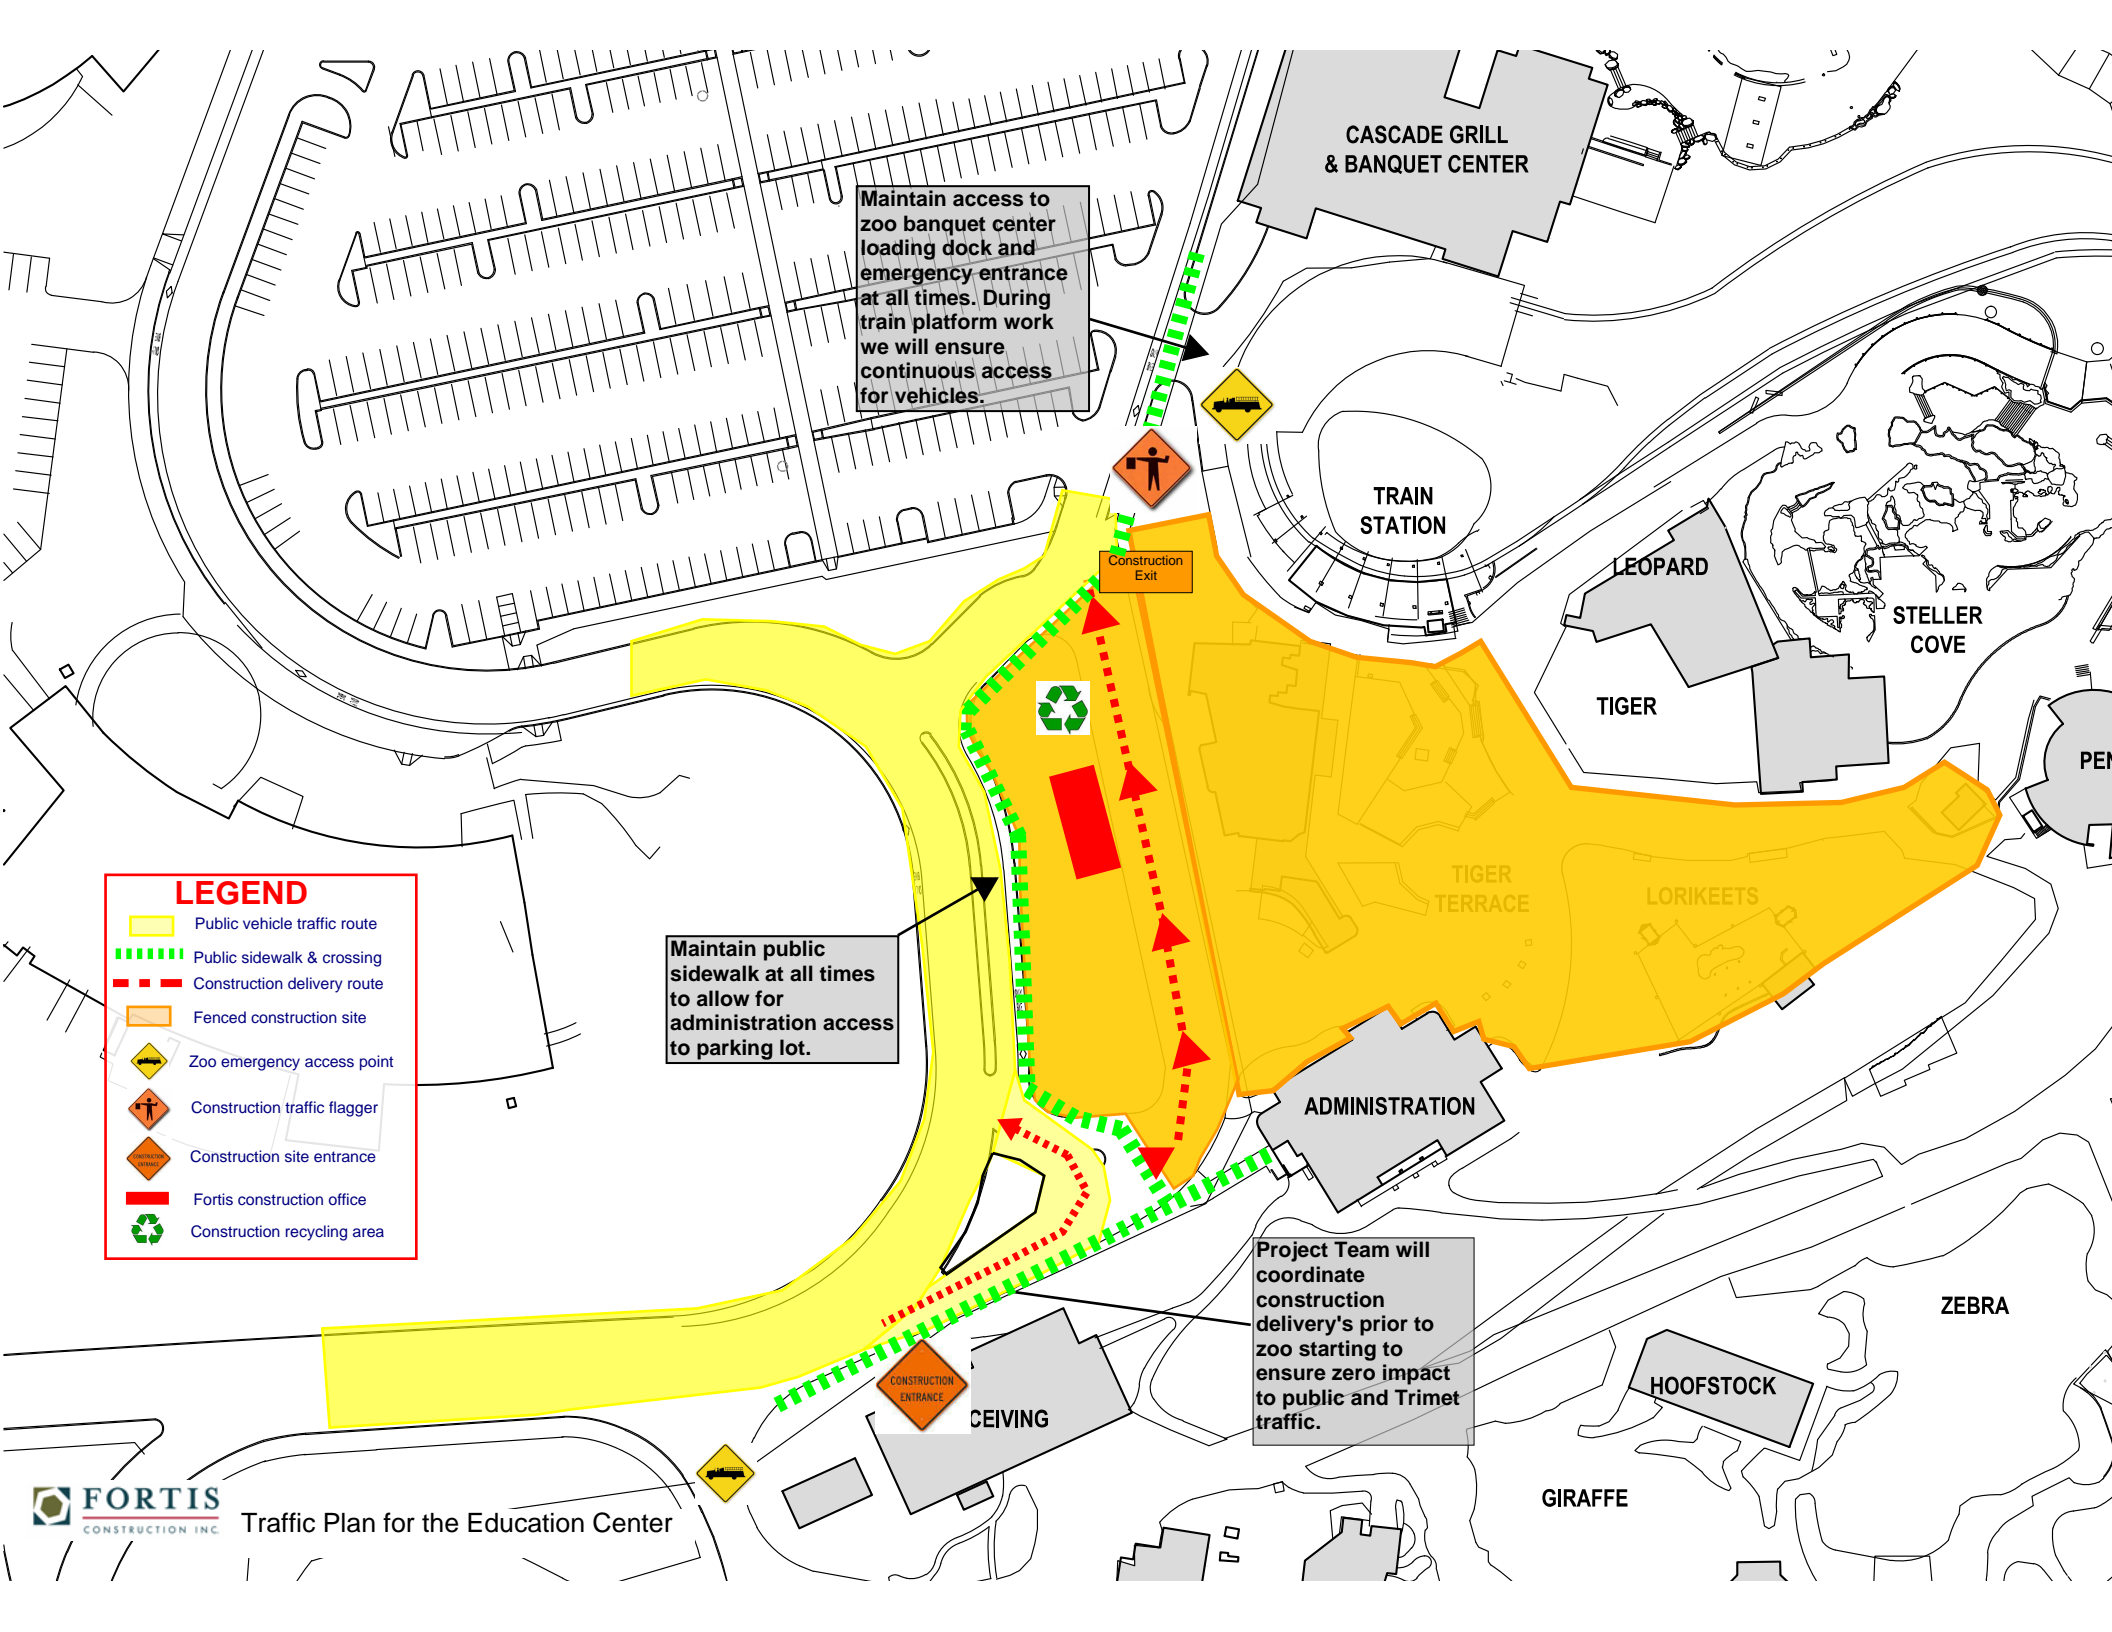 CASCADE GRILL
& BANQUET CENTER
Maintain access to
zoo banquet center
loading dock and
emergency entrance
at all times. During
train platform work
we will ensure
continuous access
for vehicles.
TRAIN
STATION
LEOPARD
STELLER
COVE
TIGER
PEN
Construction
Exit
TIGER
TERRACE
LORIKEETS
LEGEND
Public vehicle traffic route
Public sidewalk & crossing
Construction delivery route
Fenced construction site
Zoo emergency access point
Construction traffic flagger
CONSTRUCTION
ENTRANCE
Construction site entrance
Fortis construction office
Construction recycling area
Maintain public
sidewalk at all times
to allow for
administration access
to parking lot.
ADMINISTRATION
Project Team will
coordinate
construction
delivery's prior to
zoo starting to
ensure zero impact
to public and Trimet
traffic.
CONSTRUCTION
ENTRANCE
CEIVING
ZEBRA
HOOFSTOCK
GIRAFFE
FORTIS
CONSTRUCTION INC.
Traffic Plan for the Education Center